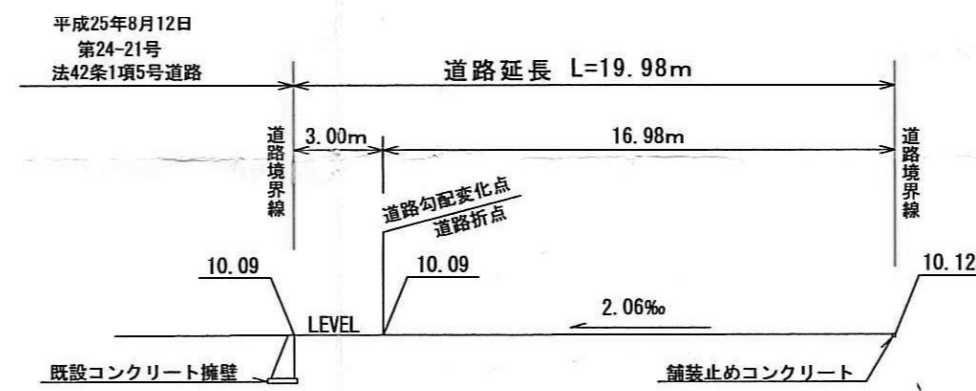 平成25年8月12日
第24-21号
法42条1項5号道路
道路延長 L=19.98m
道路境界線
3.00m
16.98m
道路境界線
道路勾配変化点
道路折点
10.09
10.09
10.12
LEVEL
2.06‰
既設コンクリート擁壁
舗装止めコンクリート